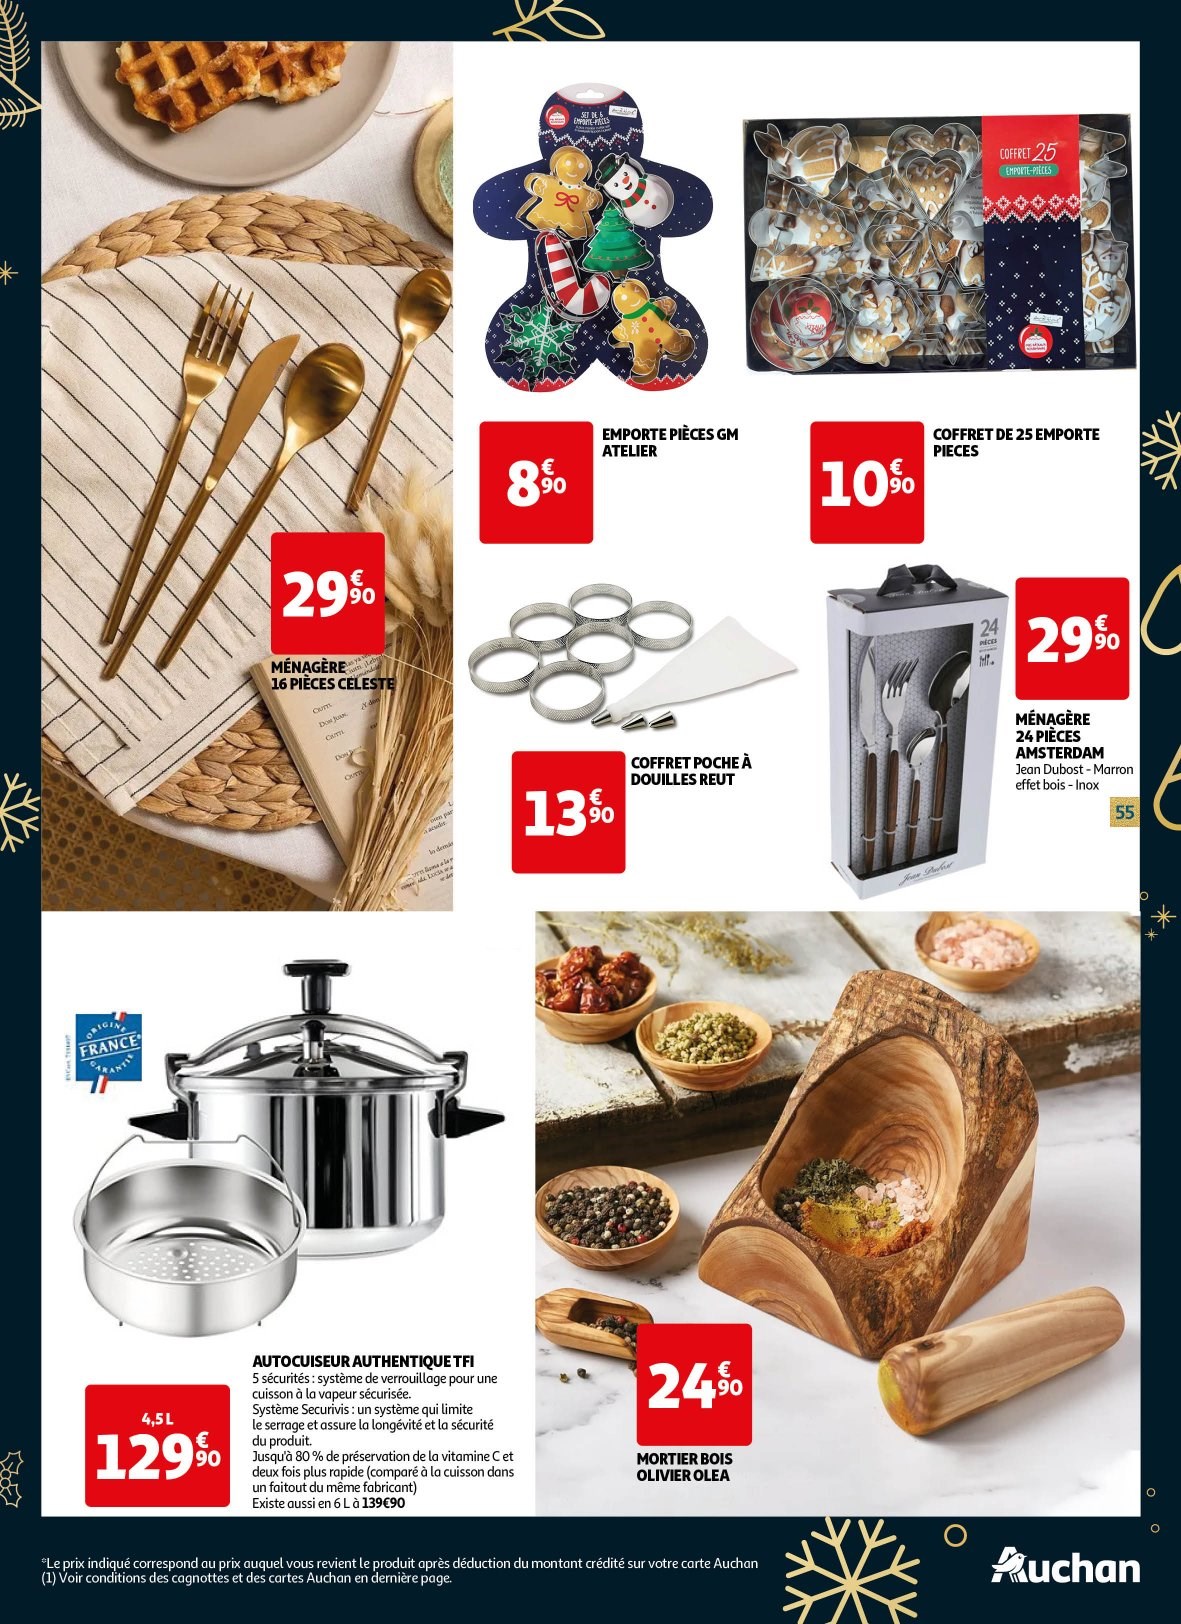 SET DE 6
EMPORTE-PIÈCES
COFFRET 25
EMPORTE-PIÈCES
EMPORTE PIÈCES GM
ATELIER
8€90
COFFRET DE 25 EMPORTE
PIECES
10€90
29€90
MÉNAGÈRE
16 PIÈCES CELESTE
COFFRET POCHE À
DOUILLES REUT
13€90
24
PIÈCES
Jean Dubost
29€90
MÉNAGÈRE
24 PIÈCES
AMSTERDAM
Jean Dubost - Marron
effet bois - Inox
55
ORIGINE
FRANCE
GARANTIE
AUTOCUISEUR AUTHENTIQUE TFI
5 sécurités : système de verrouillage pour une
cuisson à la vapeur sécurisée.
Système Securivis : un système qui limite
le serrage et assure la longévité et la sécurité
du produit.
Jusqu'à 80 % de préservation de la vitamine C et
deux fois plus rapide (comparé à la cuisson dans
un faitout du même fabricant)
Existe aussi en 6 L à 139€90
4,5 L
129€90
24€90
MORTIER BOIS
OLIVIER OLEA
*Le prix indiqué correspond au prix auquel vous revient le produit après déduction du montant crédité sur votre carte Auchan
(1) Voir conditions des cagnottes et des cartes Auchan en dernière page.
Auchan